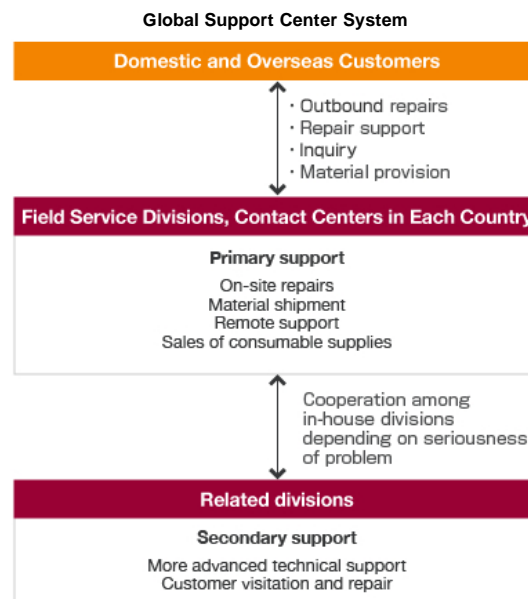 Global Support Center System
Domestic and Overseas Customers
・Outbound repairs
・Repair support
・Inquiry
・Material provision
Field Service Divisions, Contact Centers in Each Country
Primary support
On-site repairs
Material shipment
Remote support
Sales of consumable supplies
Cooperation among
in-house divisions
depending on seriousness
of problem
Related divisions
Secondary support
More advanced technical support
Customer visitation and repair